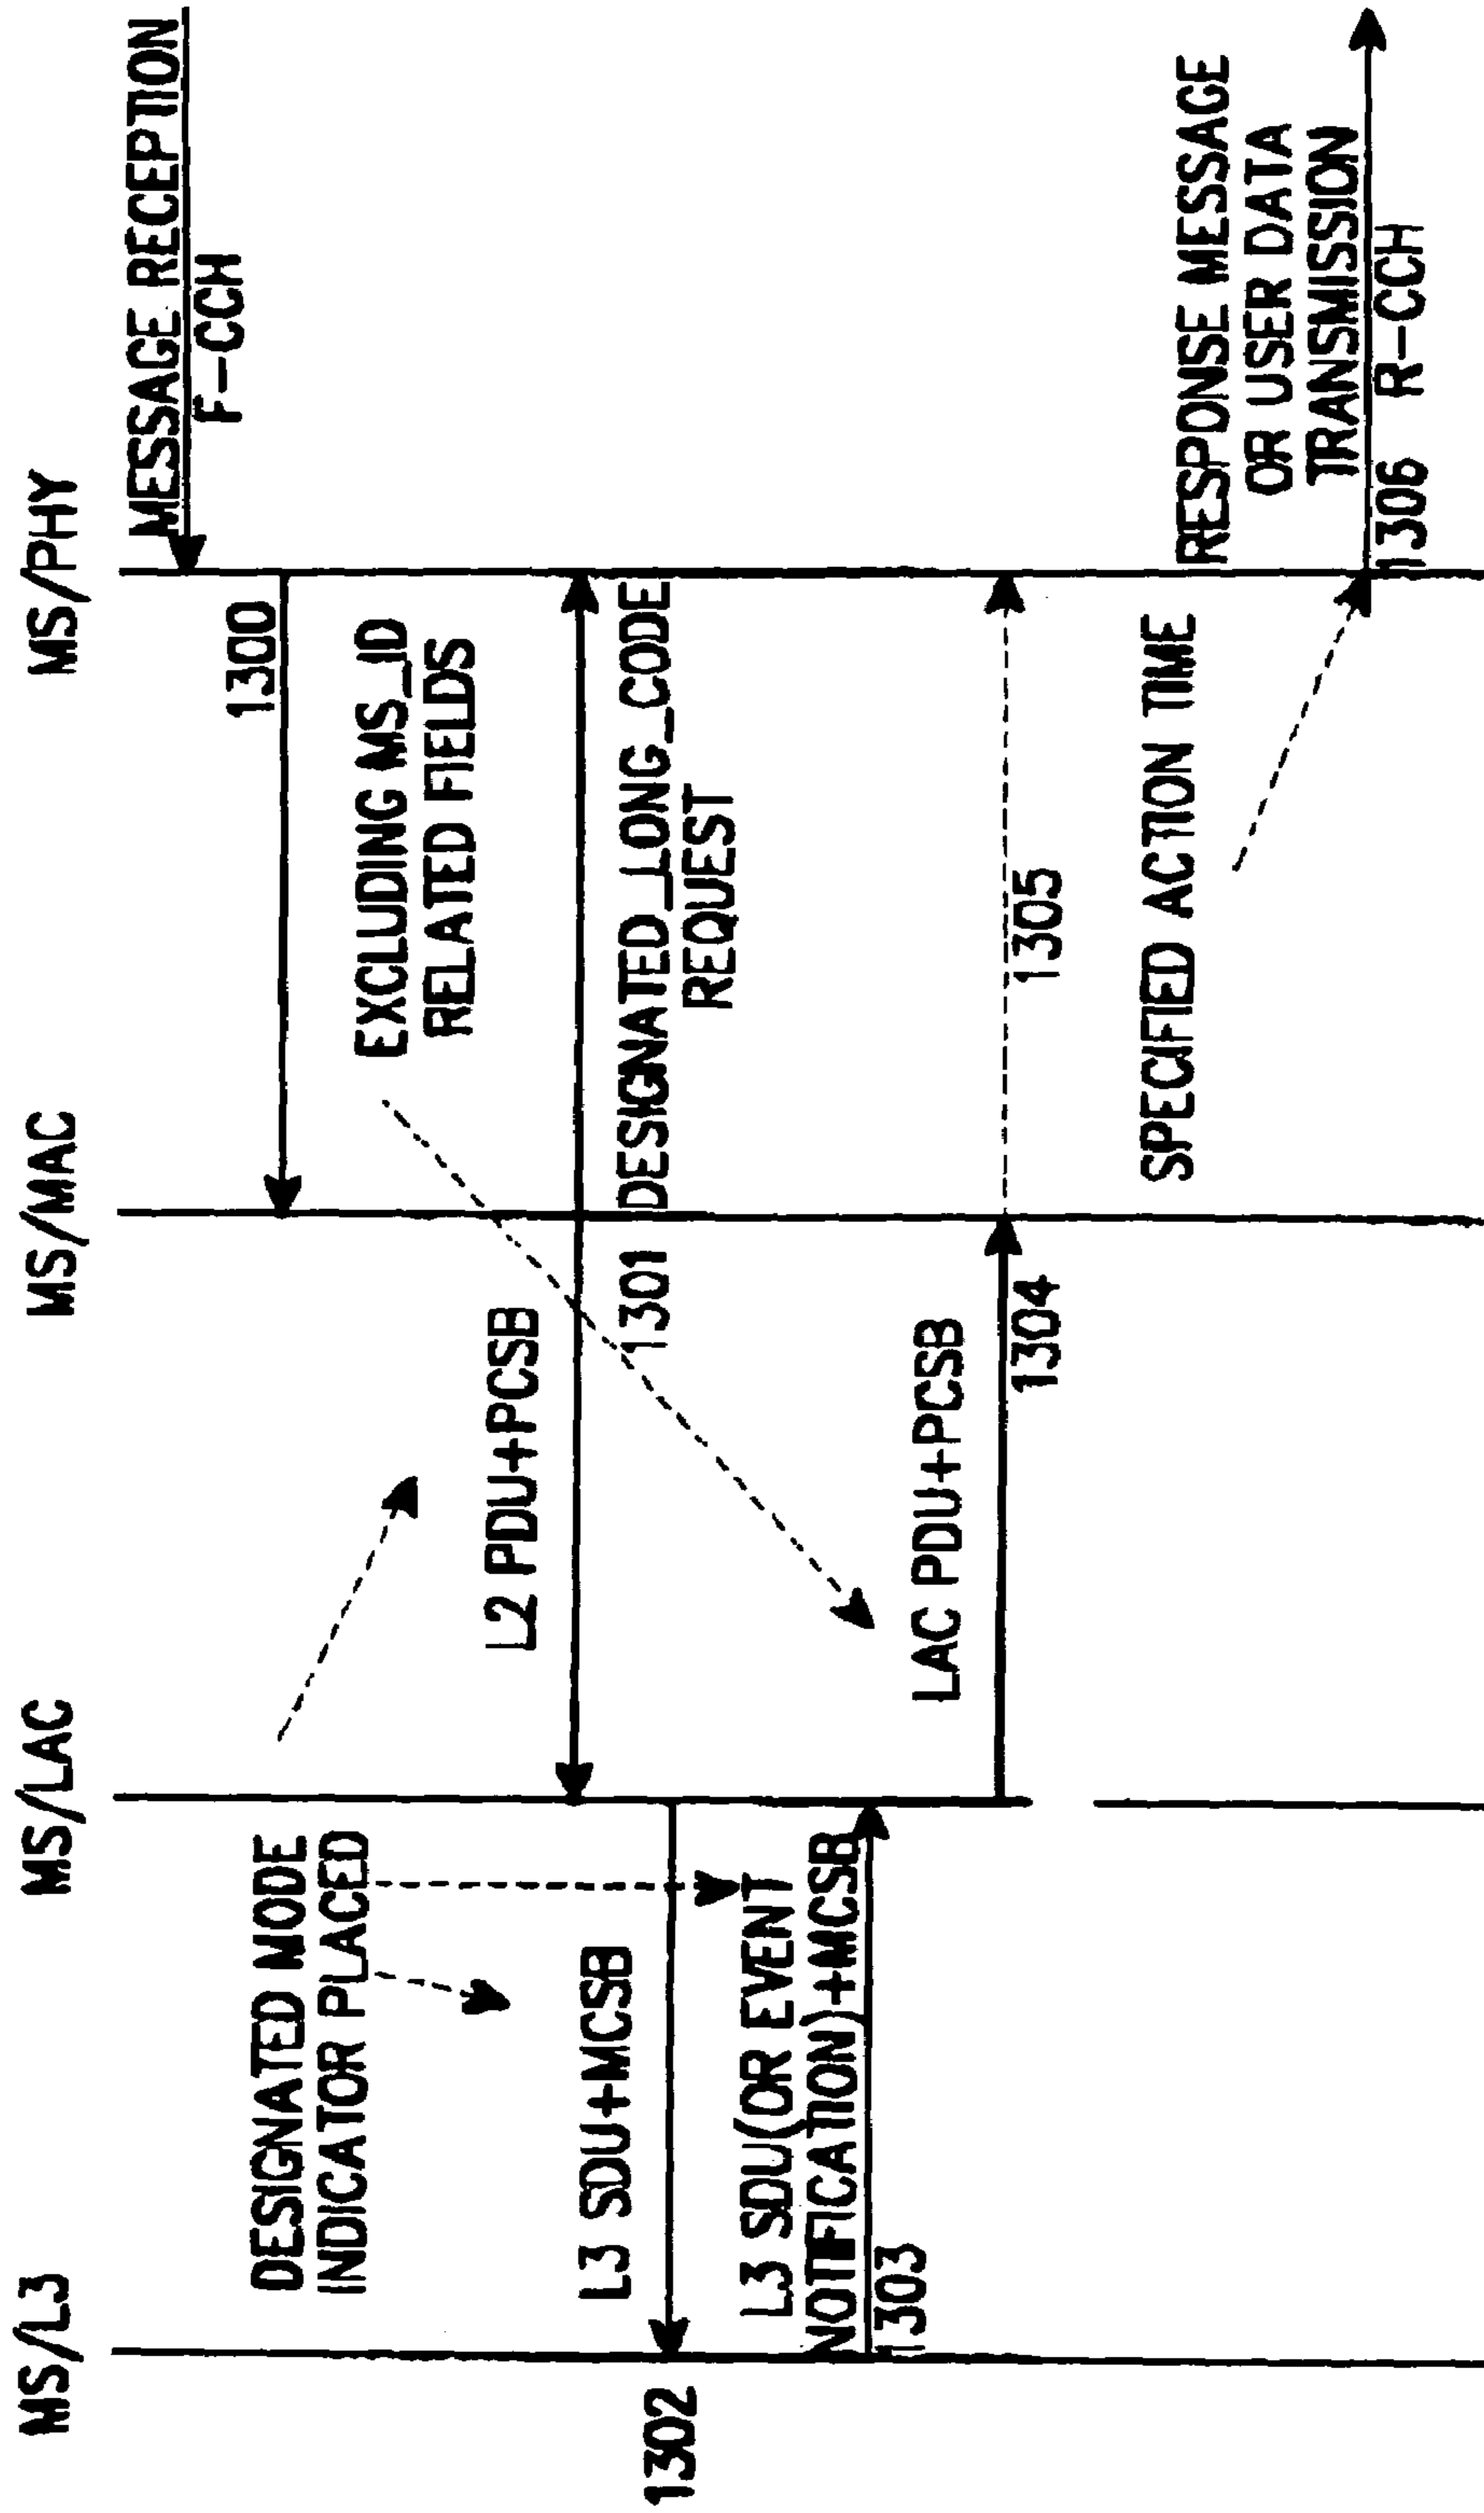 MS/L3
MS/LAC
MS/MAC
MS/PHY
MESSAGE RECEPTION
F-CCH
1300
DESIGNATED MODE
INDICATOR PLACED
EXCLUDING MS_ID
RELATED FIELDS
L2 PDU+PCSB
1301
DESIGNATED_LONG_CODE
REQUEST
L3 SDU+MCSB
1302
L3 SDU(OR EVENT
NOTIFICATION)+MCSB
1303
LAC PDU+PCSB
1304
1305
SPECIFIED ACTION TIME
RESPONSE MESSAGE
OR USER DATA
TRANSMISSION
1306
R-CCH